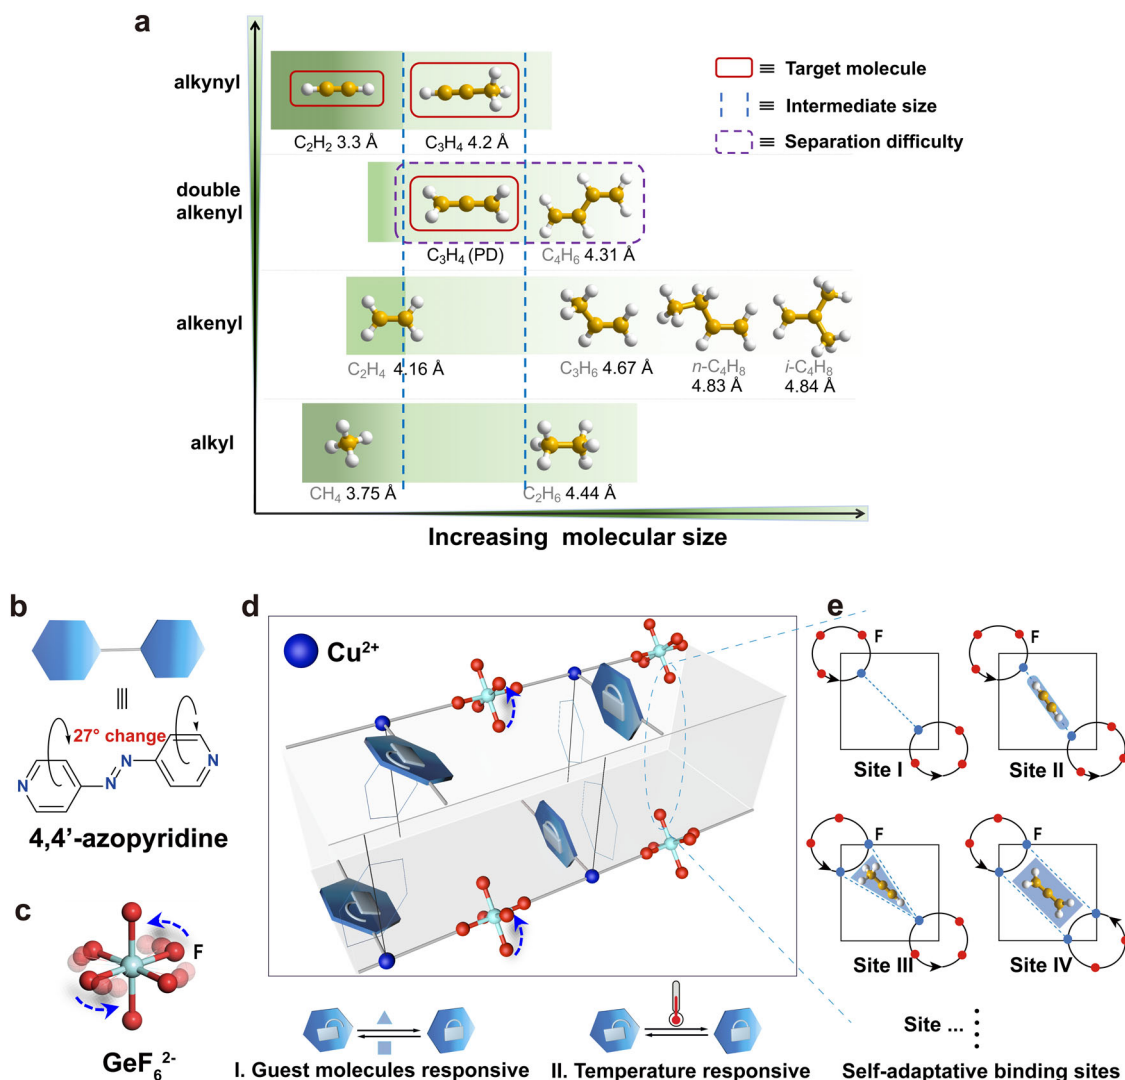 a
alkynyl
C₂H₂ 3.3 Å
C₃H₄ 4.2 Å
≡ Target molecule
≡ Intermediate size
≡ Separation difficulty
double
alkenyl
C₃H₄ (PD)
C₄H₆ 4.31 Å
alkenyl
C₂H₄ 4.16 Å
C₃H₆ 4.67 Å
n-C₄H₈
4.83 Å
i-C₄H₈
4.84 Å
alkyl
CH₄ 3.75 Å
C₂H₆ 4.44 Å
Increasing molecular size
b
27° change
N
N
N
N
4,4'-azopyridine
c
F
GeF₆²⁻
d
Cu²⁺
I. Guest molecules responsive
II. Temperature responsive
e
F
Site I
F
Site II
F
Site III
F
Site IV
Site ...
Self-adaptative binding sites